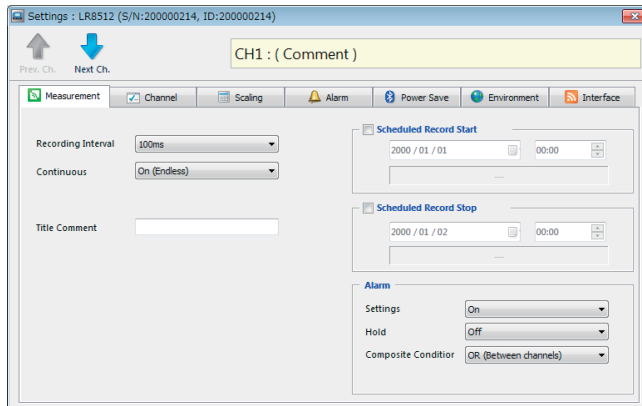 Settings : LR8512 (S/N:200000214, ID:200000214)
Prev. Ch. Next Ch.
CH1 : ( Comment )
Measurement Channel Scaling Alarm Power Save Environment Interface
Recording Interval 100ms
Continuous On (Endless)
Title Comment
Scheduled Record Start
2000 / 01 / 01 00:00
---
Scheduled Record Stop
2000 / 01 / 02 00:00
---
Alarm
Settings On
Hold Off
Composite Conditior OR (Between channels)